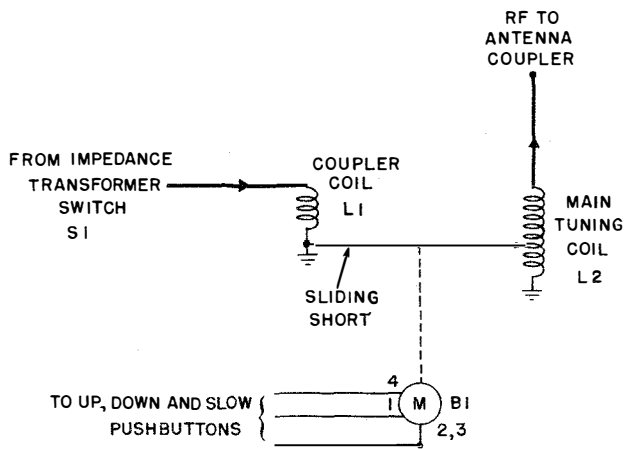 RF TO
ANTENNA
COUPLER
FROM IMPEDANCE
TRANSFORMER
SWITCH
S1
COUPLER
COIL
L1
MAIN
TUNING
COIL
L2
SLIDING
SHORT
TO UP, DOWN AND SLOW
PUSHBUTTONS
4
1
M
B1
2,3